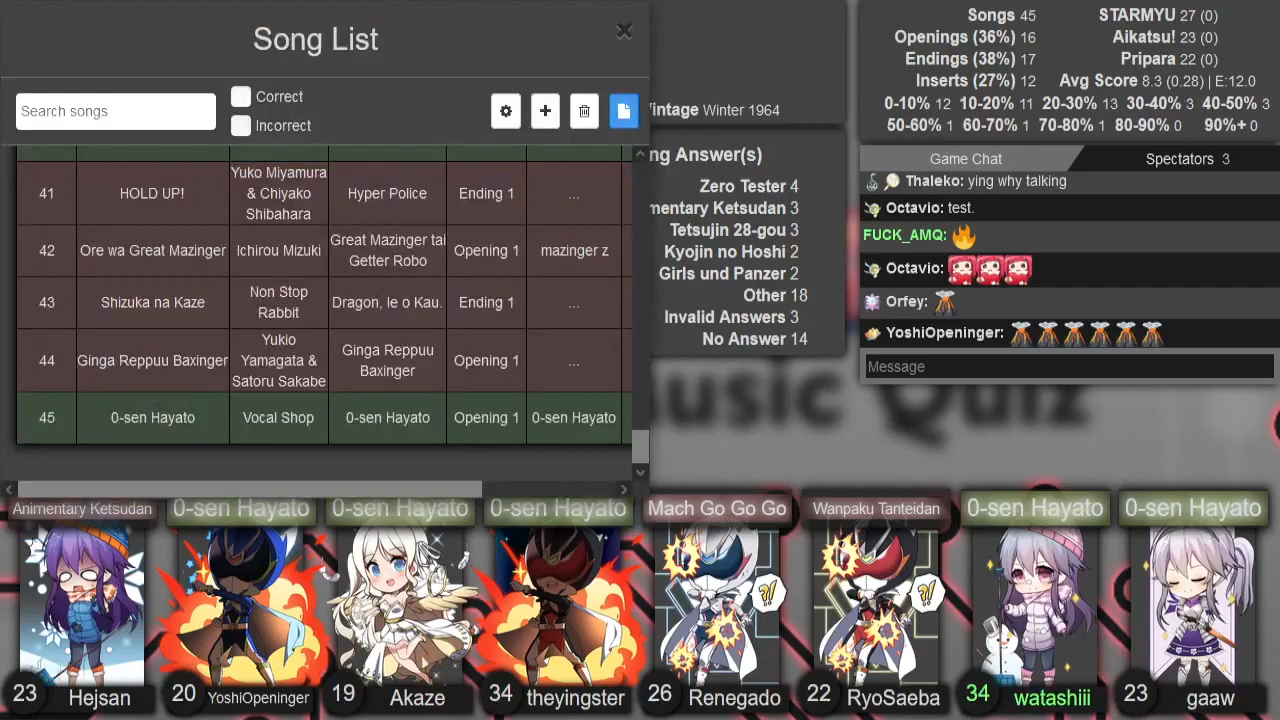 Song List
Search songs
Correct
Incorrect
41 HOLD UP! Yuko Miyamura & Chiyako Shibahara Hyper Police Ending 1 ...
42 Ore wa Great Mazinger Ichirou Mizuki Great Mazinger tai Getter Robo Opening 1 mazinger z
43 Shizuka na Kaze Non Stop Rabbit Dragon, Ie o Kau. Ending 1 ...
44 Ginga Reppuu Baxinger Yukio Yamagata & Satoru Sakabe Ginga Reppuu Baxinger Opening 1 ...
45 0-sen Hayato Vocal Shop 0-sen Hayato Opening 1 0-sen Hayato
intage Winter 1964
ng Answer(s)
Zero Tester 4
mentary Ketsudan 3
Tetsujin 28-gou 3
Kyojin no Hoshi 2
Girls und Panzer 2
Other 18
Invalid Answers 3
No Answer 14
Songs 45 STARMYU 27 (0)
Openings (36%) 16 Aikatsu! 23 (0)
Endings (38%) 17 Pripara 22 (0)
Inserts (27%) 12 Avg Score 8.3 (0.28) | E:12.0
0-10% 12 10-20% 11 20-30% 13 30-40% 3 40-50% 3
50-60% 1 60-70% 1 70-80% 1 80-90% 0 90%+ 0
Game Chat Spectators 3
Thaleko: ying why talking
Octavio: test.
FUCK_AMQ:
Octavio:
Orfey:
YoshiOpeninger:
Message
usic Quiz
Animentary Ketsudan 0-sen Hayato 0-sen Hayato 0-sen Hayato Mach Go Go Go Wanpaku Tanteidan 0-sen Hayato 0-sen Hayato
?! ?!
23 Hejsan 20 YoshiOpeninger 19 Akaze 34 theyingster 26 Renegado 22 RyoSaeba 34 watashiii 23 gaaw